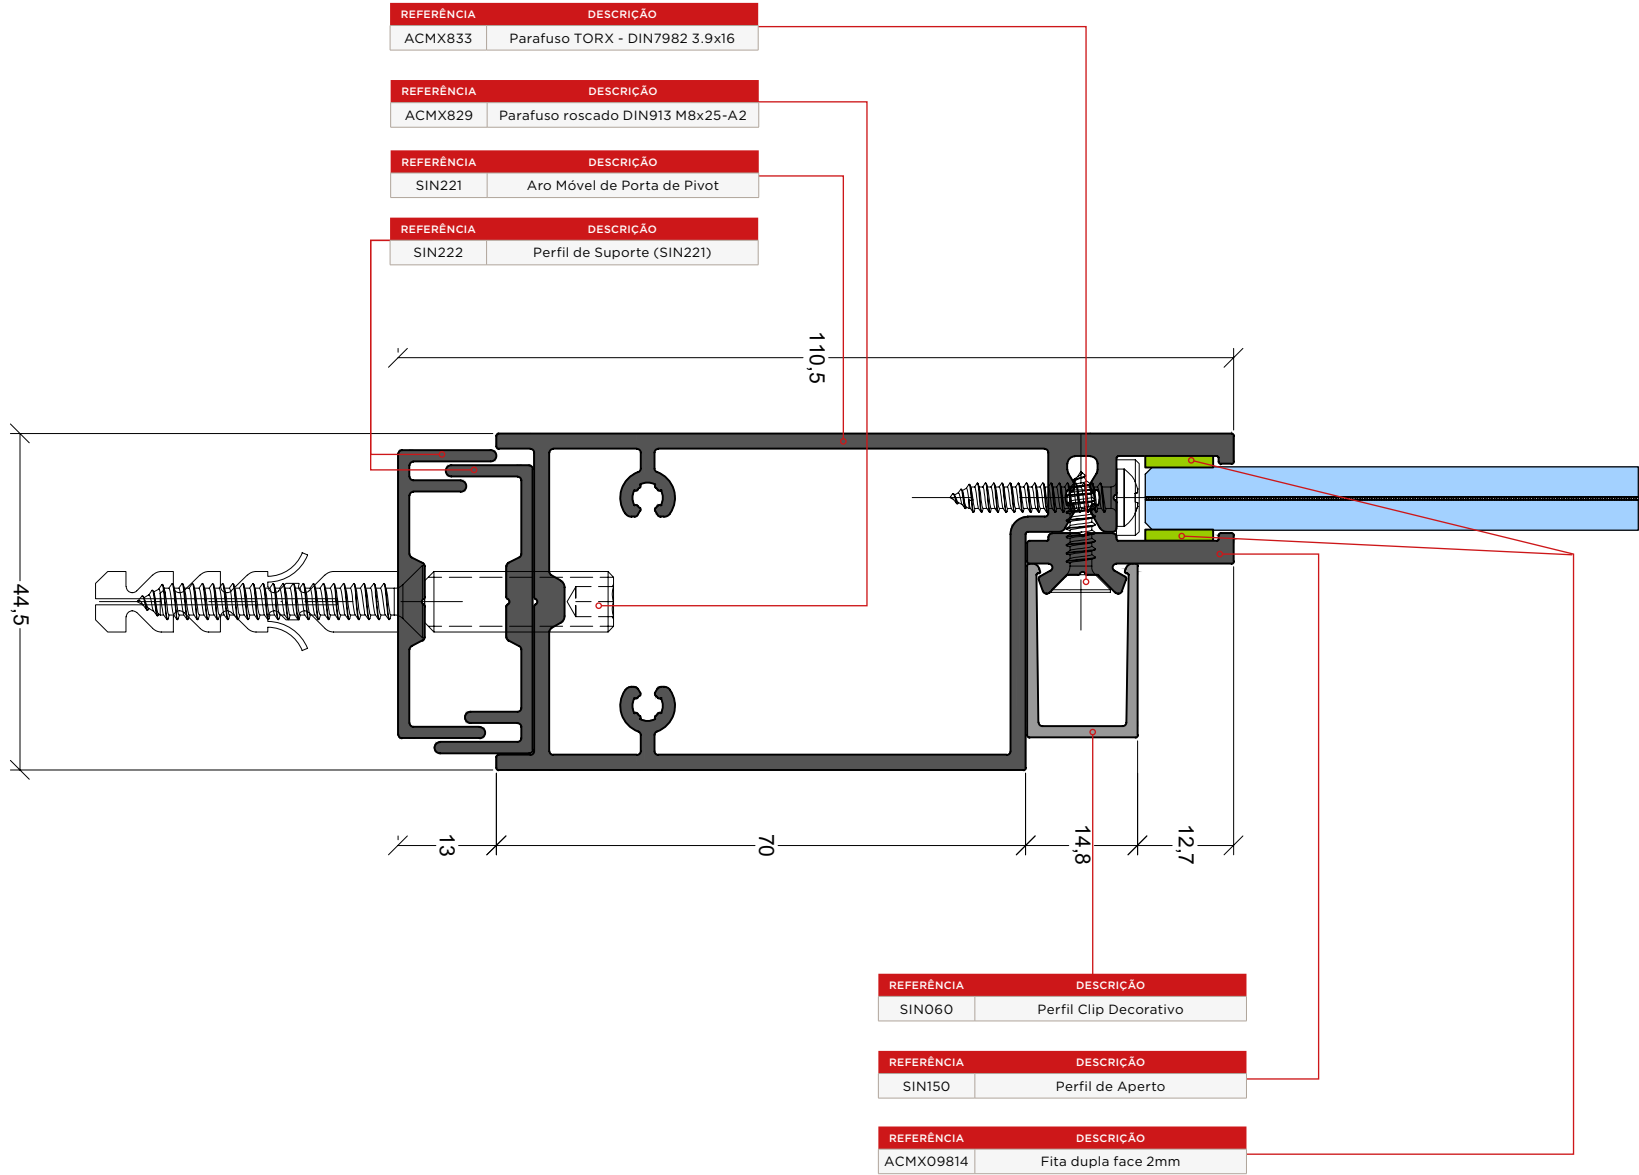 REFERÊNCIA DESCRIÇÃO
ACMX833 Parafuso TORX - DIN7982 3.9x16
REFERÊNCIA DESCRIÇÃO
ACMX829 Parafuso roscado DIN913 M8x25-A2
REFERÊNCIA DESCRIÇÃO
SIN221 Aro Móvel de Porta de Pivot
REFERÊNCIA DESCRIÇÃO
SIN222 Perfil de Suporte (SIN221)
110,5
44,5
13
70
14,8
12,7
REFERÊNCIA DESCRIÇÃO
SIN060 Perfil Clip Decorativo
REFERÊNCIA DESCRIÇÃO
SIN150 Perfil de Aperto
REFERÊNCIA DESCRIÇÃO
ACMX09814 Fita dupla face 2mm